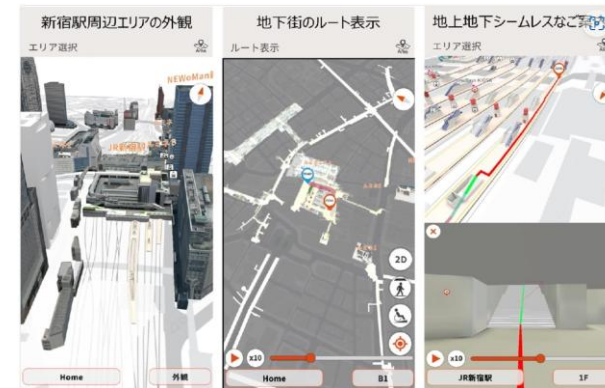 新宿駅周辺エリアの外観
エリア選択
NEWoMan
JR新宿駅
Home
外観
地下街のルート表示
ルート表示
2D
x10
Home
B1
地上地下シームレスなご
エリア選択
x10
JR新宿駅
1F